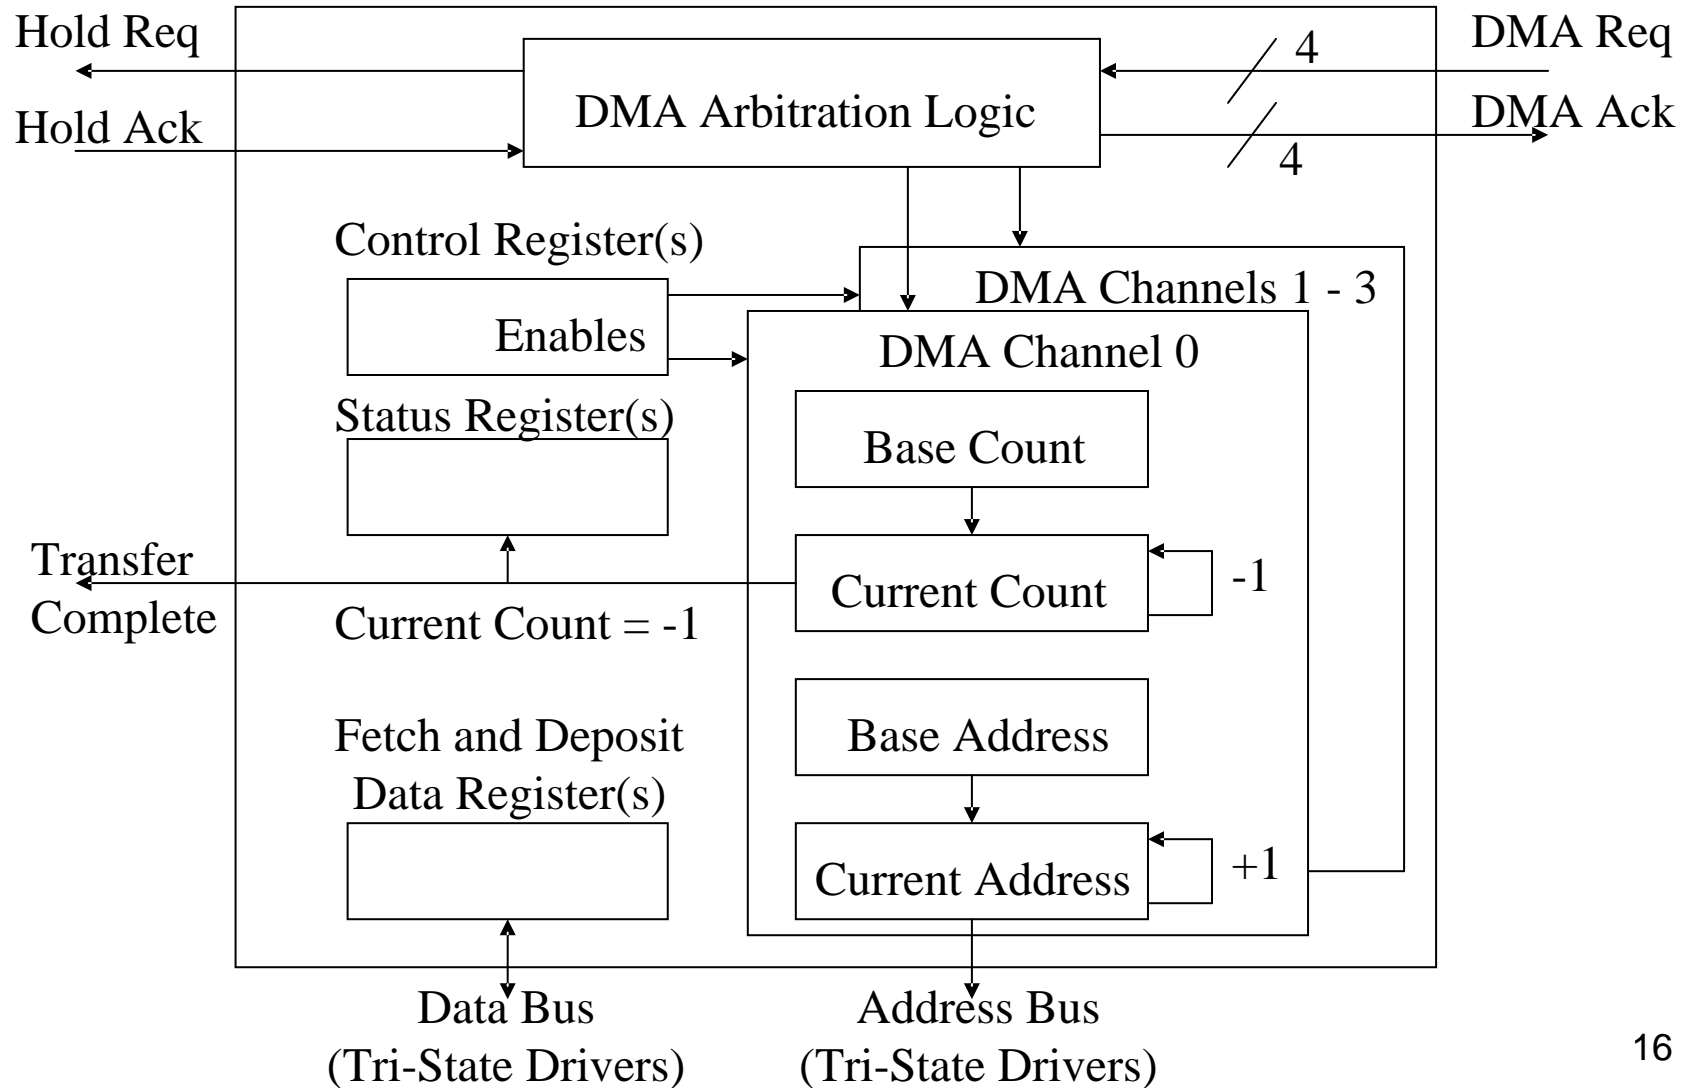 Hold Req
4
DMA Req
DMA Arbitration Logic
Hold Ack
DMA Ack
4
Control Register(s)
DMA Channels 1 - 3
Enables
DMA Channel 0
Status Register(s)
Base Count
Transfer
Complete
Current Count
-1
Current Count = -1
Fetch and Deposit
Data Register(s)
Base Address
Current Address
+1
Data Bus
(Tri-State Drivers)
Address Bus
(Tri-State Drivers)
16